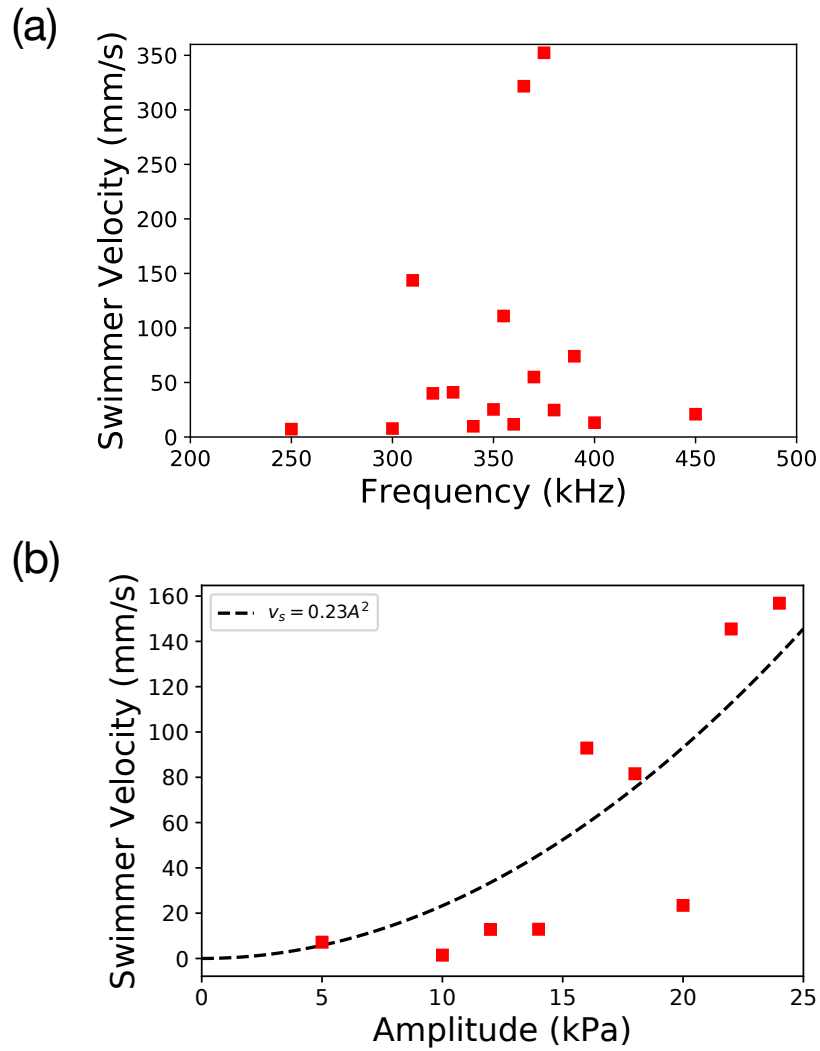 (a)
Swimmer Velocity (mm/s)
350
300
250
200
150
100
50
0
200 250 300 350 400 450 500
Frequency (kHz)
(b)
Swimmer Velocity (mm/s)
160
140
120
100
80
60
40
20
0
v_s = 0.23A²
0 5 10 15 20 25
Amplitude (kPa)